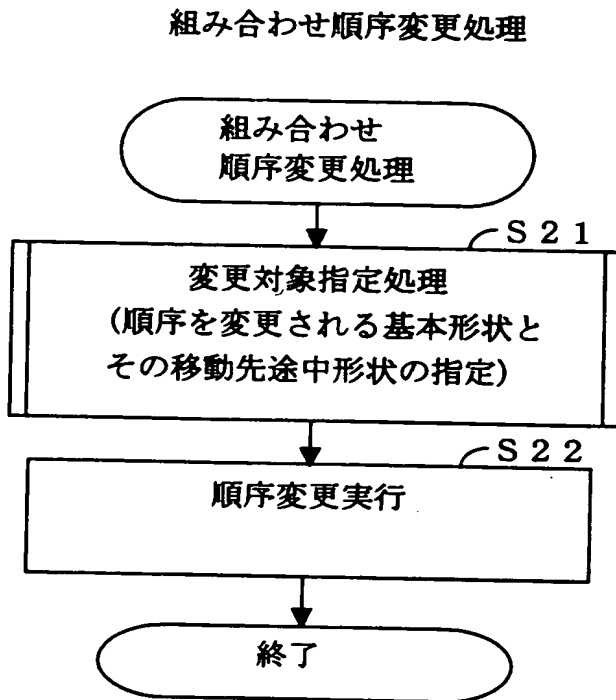 組み合わせ順序変更処理
組み合わせ
順序変更処理
S21
変更対象指定処理
(順序を変更される基本形状と
その移動先途中形状の指定)
S22
順序変更実行
終了